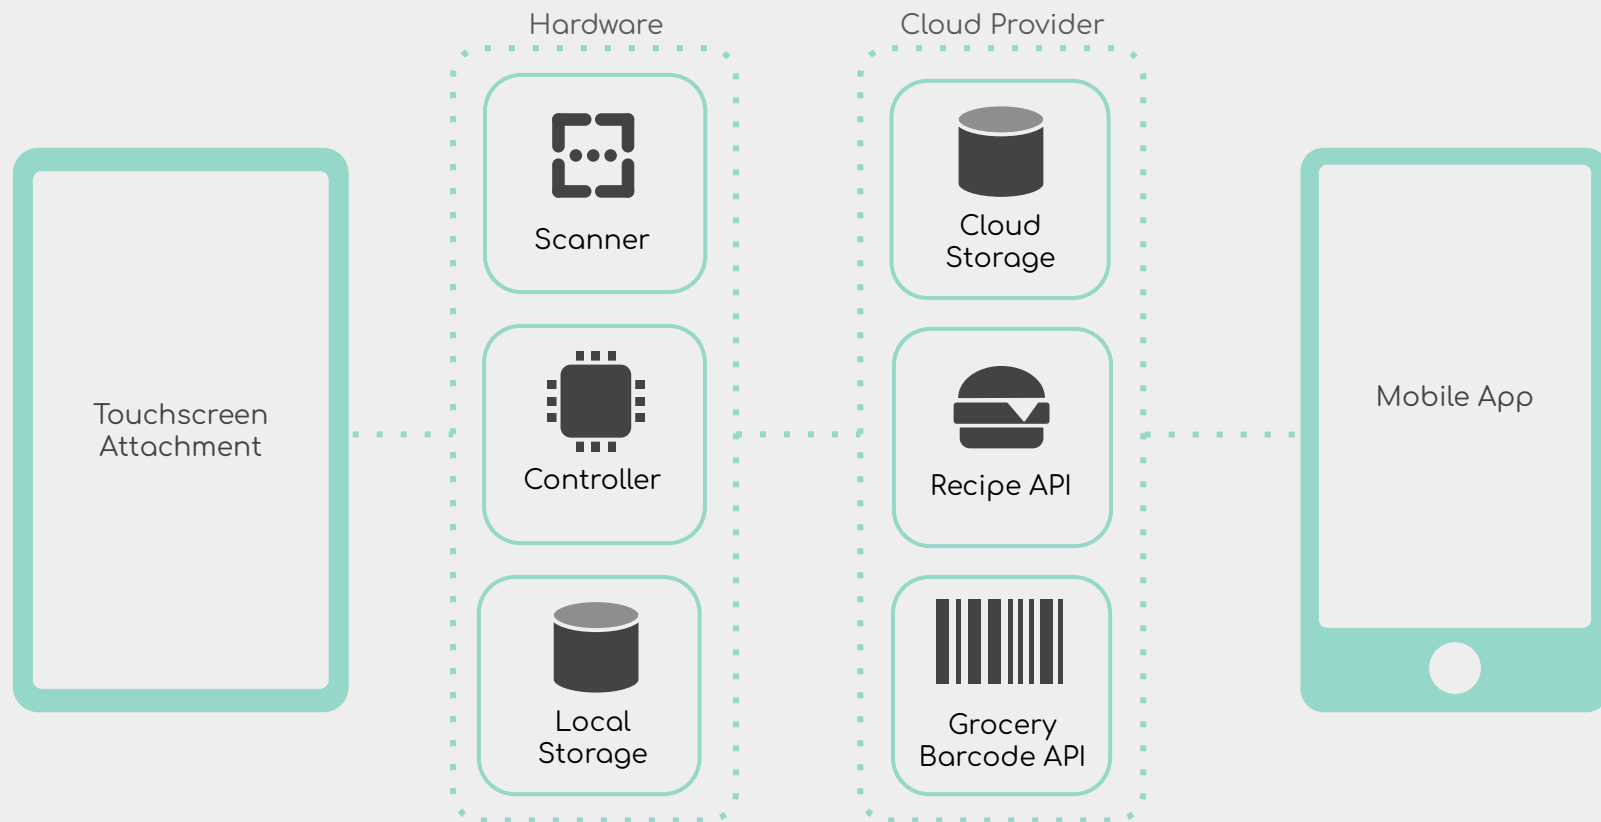 Hardware
Cloud Provider
Touchscreen
Attachment
Scanner
Controller
Local
Storage
Cloud
Storage
Recipe API
Grocery
Barcode API
Mobile App